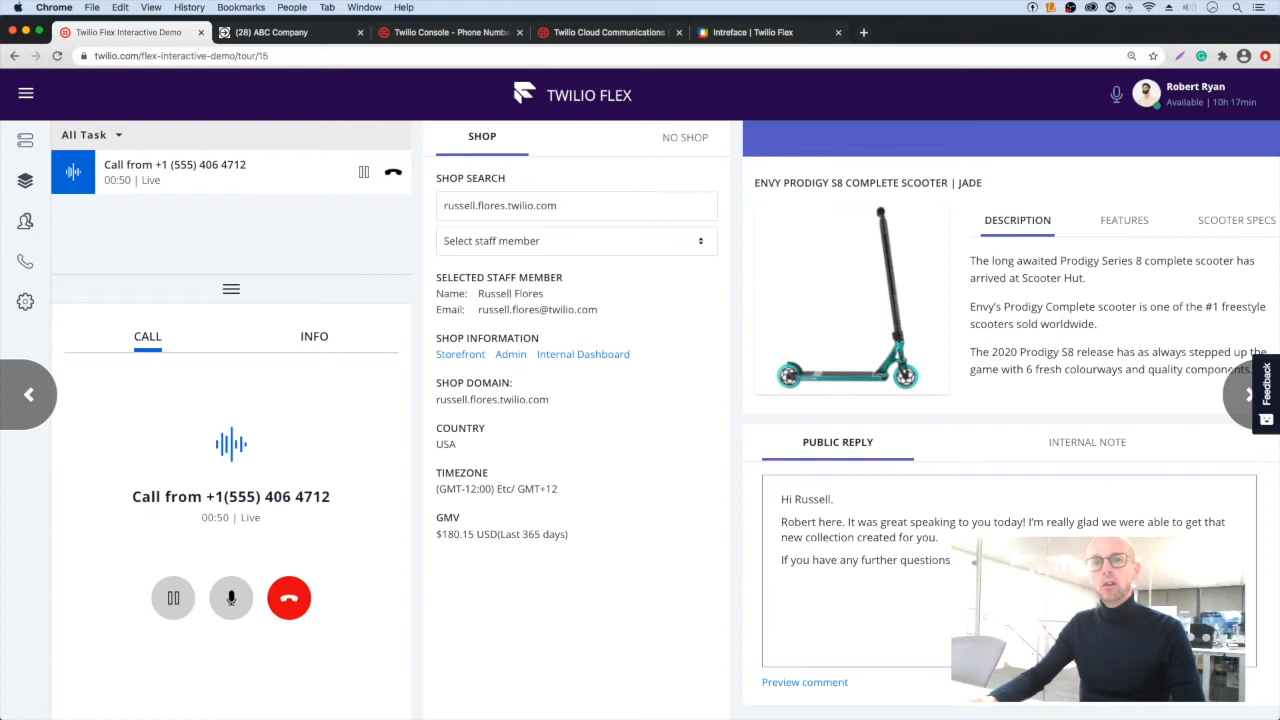 Chrome File Edit View History Bookmarks People Tab Window Help
Twilio Flex Interactive Demo
(28) ABC Company
Twilio Console - Phone Numb
Twilio Cloud Communications
Intreface | Twilio Flex
twilio.com/flex-interactive-demo/tour/15
TWILIO FLEX
Robert Ryan
Available | 10h 17min
All Task
Call from +1 (555) 406 4712
00:50 | Live
CALL
INFO
Call from +1(555) 406 4712
00:50 | Live
SHOP
NO SHOP
SHOP SEARCH
russell.flores.twilio.com
Select staff member
SELECTED STAFF MEMBER
Name: Russell Flores
Email: russell.flores@twilio.com
SHOP INFORMATION
Storefront Admin Internal Dashboard
SHOP DOMAIN:
russell.flores.twilio.com
COUNTRY
USA
TIMEZONE
(GMT-12:00) Etc/ GMT+12
GMV
$180.15 USD(Last 365 days)
ENVY PRODIGY S8 COMPLETE SCOOTER | JADE
DESCRIPTION
FEATURES
SCOOTER SPECS
The long awaited Prodigy Series 8 complete scooter has
arrived at Scooter Hut.
Envy's Prodigy Complete scooter is one of the #1 freestyle
scooters sold worldwide.
The 2020 Prodigy S8 release has as always stepped up the
game with 6 fresh colourways and quality components.
Feedback
PUBLIC REPLY
INTERNAL NOTE
Hi Russell.
Robert here. It was great speaking to you today! I'm really glad we were able to get that
new collection created for you.
If you have any further questions
Preview comment